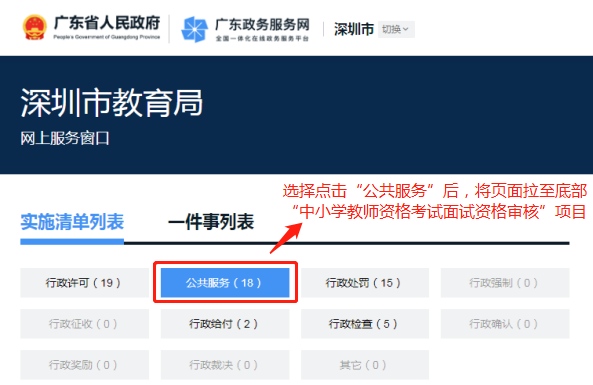 广东省人民政府
People's Government of Guangdong Province
广东政务服务网
全国一体化在线政务服务平台
深圳市 切换
深圳市教育局
网上服务窗口
选择点击“公共服务”后，将页面拉至底部
“中小学教师资格考试面试资格审核”项目
实施清单列表 一件事列表
行政许可（19） 公共服务（18） 行政处罚（15） 行政强制（0）
行政征收（0） 行政给付（2） 行政检查（5） 行政确认（0）
行政奖励（0） 行政裁决（0） 其它（0）